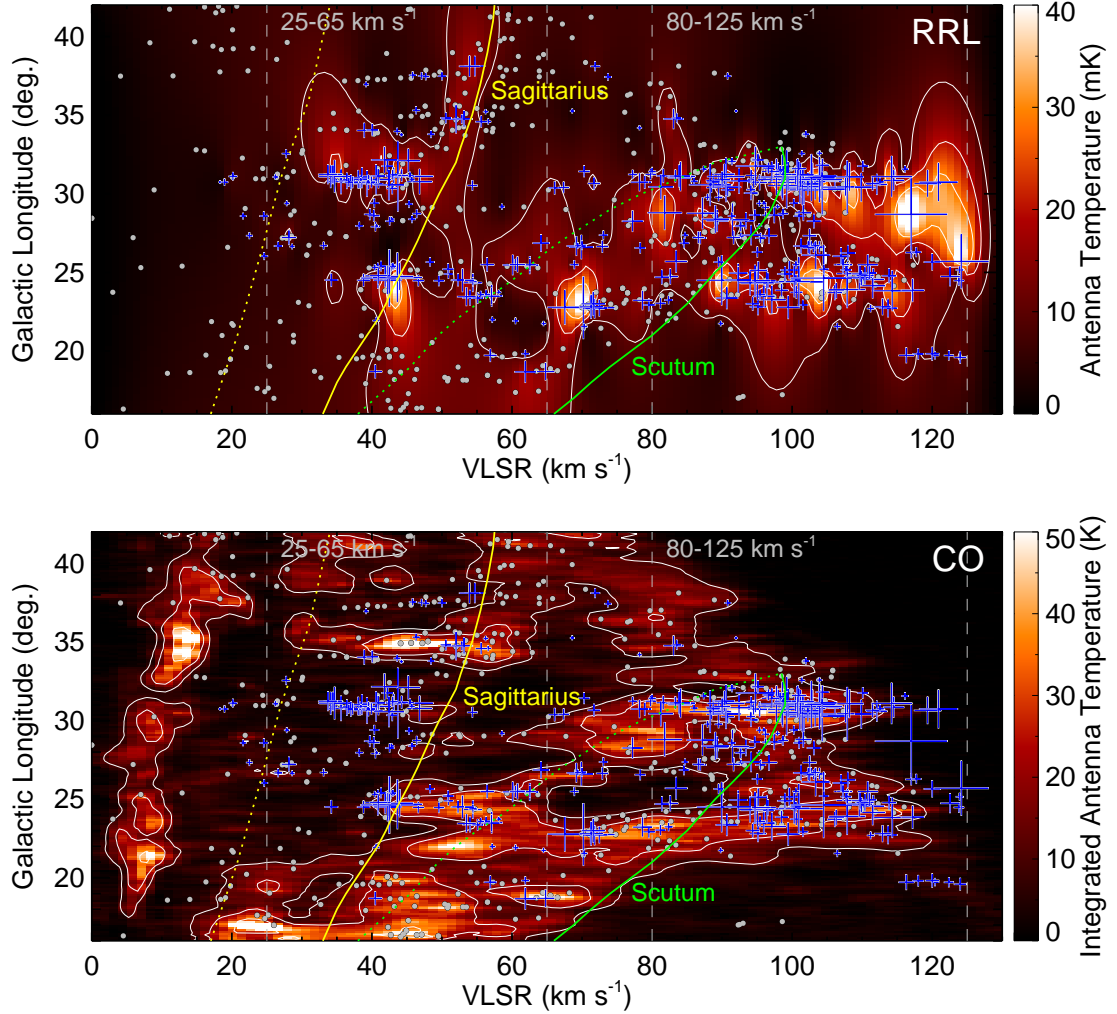 25-65 km s-1 80-125 km s-1 RRL
Sagittarius
Scutum
Galactic Longitude (deg.)
40
35
30
25
20
0 20 40 60 80 100 120
VLSR (km s-1)
40
30
20
10
0
Antenna Temperature (mK)
25-65 km s-1 80-125 km s-1 CO
Sagittarius
Scutum
Galactic Longitude (deg.)
40
35
30
25
20
0 20 40 60 80 100 120
VLSR (km s-1)
50
40
30
20
10
0
Integrated Antenna Temperature (K)